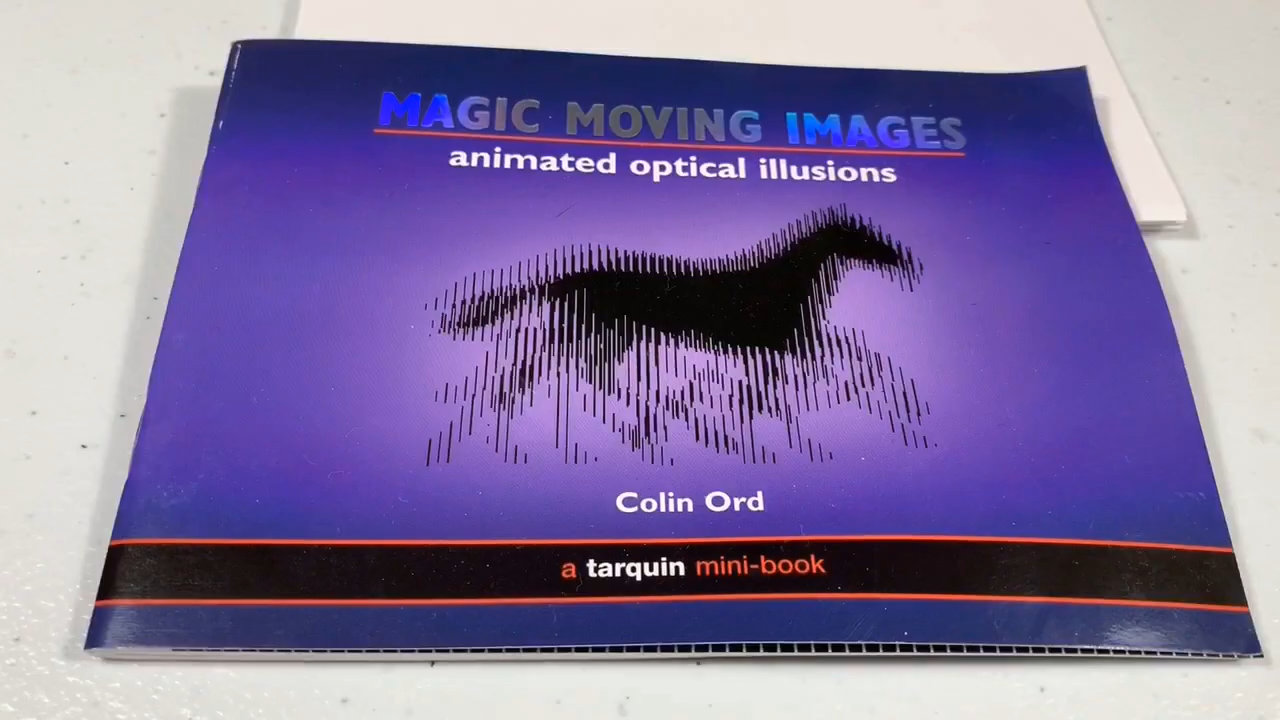 MAGIC MOVING IMAGES
animated optical illusions
Colin Ord
a tarquin mini-book